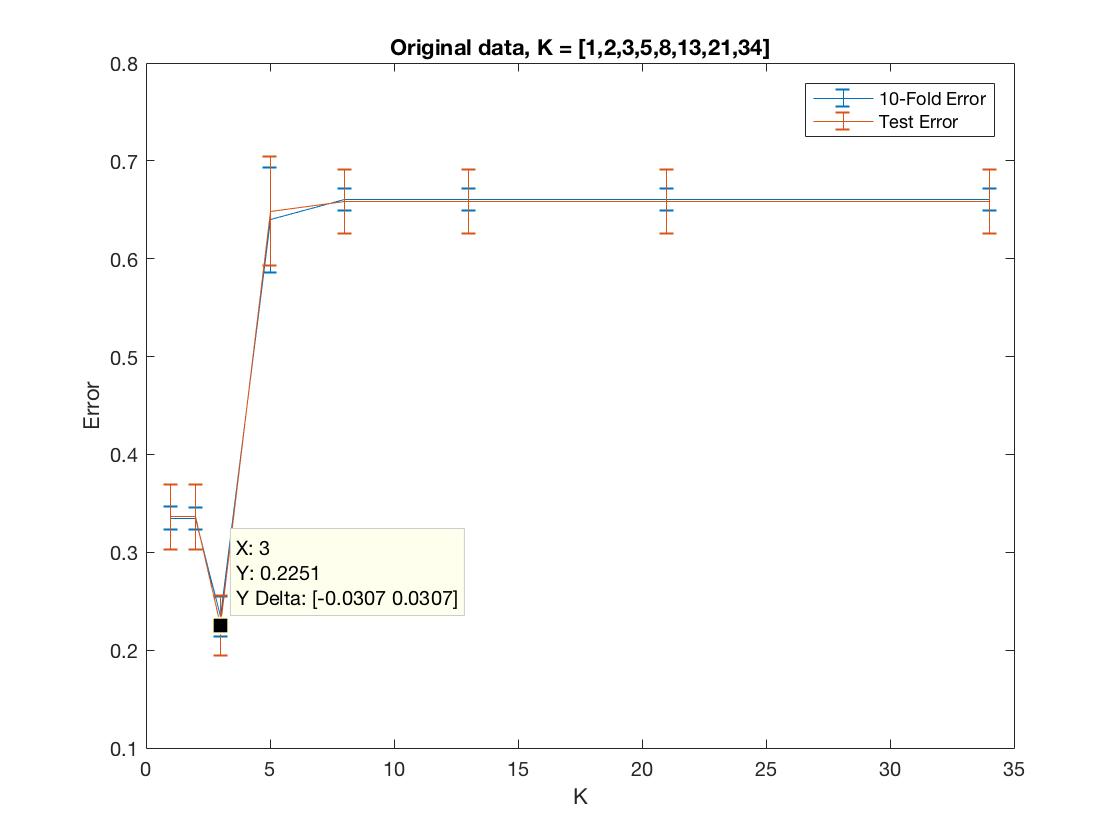 Original data, K = [1,2,3,5,8,13,21,34]
0.8
10-Fold Error
Test Error
0.7
0.6
0.5
Error
0.4
0.3
X: 3
Y: 0.2251
Y Delta: [-0.0307 0.0307]
0.2
0.1
0 5 10 15 20 25 30 35
K